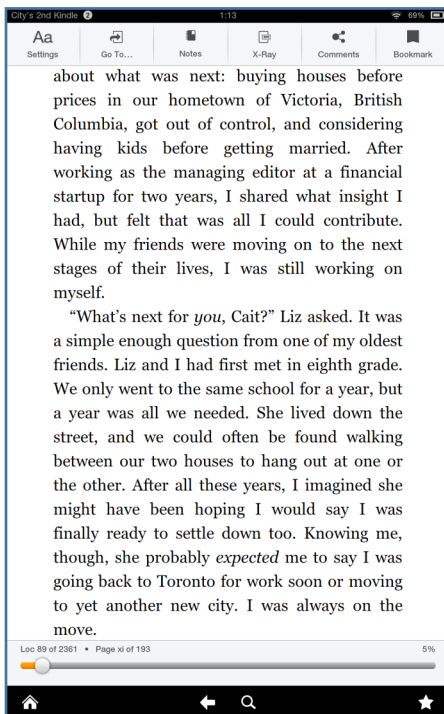 City's 2nd Kindle 2 1:13 69%
Aa
Settings Go To... Notes X-Ray Comments Bookmark
about what was next: buying houses before
prices in our hometown of Victoria, British
Columbia, got out of control, and considering
having kids before getting married. After
working as the managing editor at a financial
startup for two years, I shared what insight I
had, but felt that was all I could contribute.
While my friends were moving on to the next
stages of their lives, I was still working on
myself.
“What’s next for you, Cait?” Liz asked. It was
a simple enough question from one of my oldest
friends. Liz and I had first met in eighth grade.
We only went to the same school for a year, but
a year was all we needed. She lived down the
street, and we could often be found walking
between our two houses to hang out at one or
the other. After all these years, I imagined she
might have been hoping I would say I was
finally ready to settle down too. Knowing me,
though, she probably expected me to say I was
going back to Toronto for work soon or moving
to yet another new city. I was always on the
move.
Loc 89 of 2361 • Page xi of 193 5%